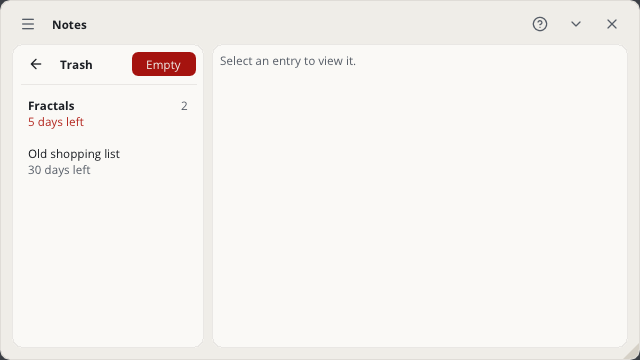 Notes
Trash
Empty
Fractals 2
5 days left
Old shopping list
30 days left
Select an entry to view it.